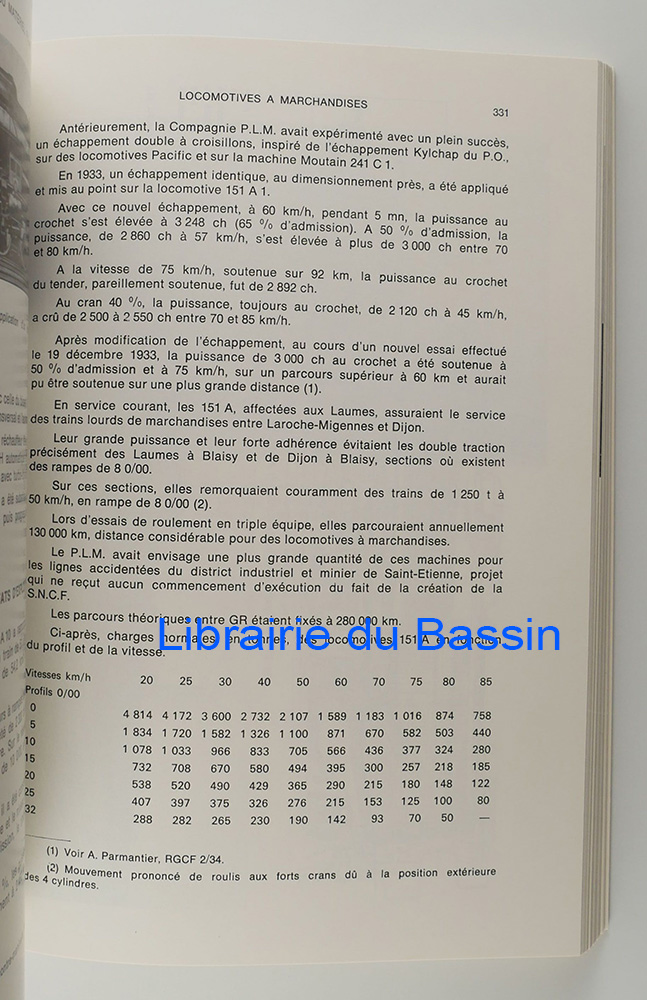 LOCOMOTIVES A MARCHANDISES
331
Antérieurement, la Compagnie P.L.M. avait expérimenté avec un plein succès,
un échappement double à croisillons, inspiré de l'échappement Kylchap du P.O.,
sur des locomotives Pacific et sur la machine Moutain 241 C 1.
En 1933, un échappement identique, au dimensionnement près, a été appliqué
et mis au point sur la locomotive 151 A 1.
Avec ce nouvel échappement, à 60 km/h, pendant 5 mn, la puissance au
crochet s'est élevée à 3 248 ch (65 % d'admission). A 50 % d'admission, la
puissance, de 2 860 ch à 57 km/h, s'est élevée à plus de 3 000 ch entre 70
et 80 km/h.
A la vitesse de 75 km/h, soutenue sur 92 km, la puissance au crochet
du tender, pareillement soutenue, fut de 2 892 ch.
Au cran 40 %, la puissance, toujours au crochet, de 2 120 ch à 45 km/h,
a crû de 2 500 à 2 550 ch entre 70 et 85 km/h.
Après modification de l'échappement, au cours d'un nouvel essai effectué
le 19 décembre 1933, la puissance de 3 000 ch au crochet a été soutenue à
50 % d'admission et à 75 km/h, sur un parcours supérieur à 60 km et aurait
pu être soutenue sur une plus grande distance (1).
En service courant, les 151 A, affectées aux Laumes, assuraient le service
des trains lourds de marchandises entre Laroche-Migennes et Dijon.
Leur grande puissance et leur forte adhérence évitaient les double traction
précisément des Laumes à Blaisy et de Dijon à Blaisy, sections où existent
des rampes de 8 0/00.
Sur ces sections, elles remorquaient couramment des trains de 1 250 t à
50 km/h, en rampe de 8 0/00 (2).
Lors d'essais de roulement en triple équipe, elles parcouraient annuellement
130 000 km, distance considérable pour des locomotives à marchandises.
Le P.L.M. avait envisage une plus grande quantité de ces machines pour
les lignes accidentées du district industriel et minier de Saint-Etienne, projet
qui ne reçut aucun commencement d'exécution du fait de la création de la
S.N.C.F.
Les parcours théoriques entre GR étaient fixés à 280 000 km.
Ci-après, charges normales, en tonnes, des locomotives 151 A en fonction
du profil et de la vitesse.
Librairie du Bassin
Vitesses km/h 20 25 30 40 50 60 70 75 80 85
Profils 0/00
0 4 814 4 172 3 600 2 732 2 107 1 589 1 183 1 016 874 758
5 1 834 1 720 1 582 1 326 1 100 871 670 582 503 440
10 1 078 1 033 966 833 705 566 436 377 324 280
15 732 708 670 580 494 395 300 257 218 185
20 538 520 490 429 365 290 215 180 148 122
25 407 397 375 326 276 215 153 125 100 80
32 288 282 265 230 190 142 93 70 50 —
(1) Voir A. Parmantier, RGCF 2/34.
(2) Mouvement prononcé de roulis aux forts crans dû à la position extérieure
des 4 cylindres.